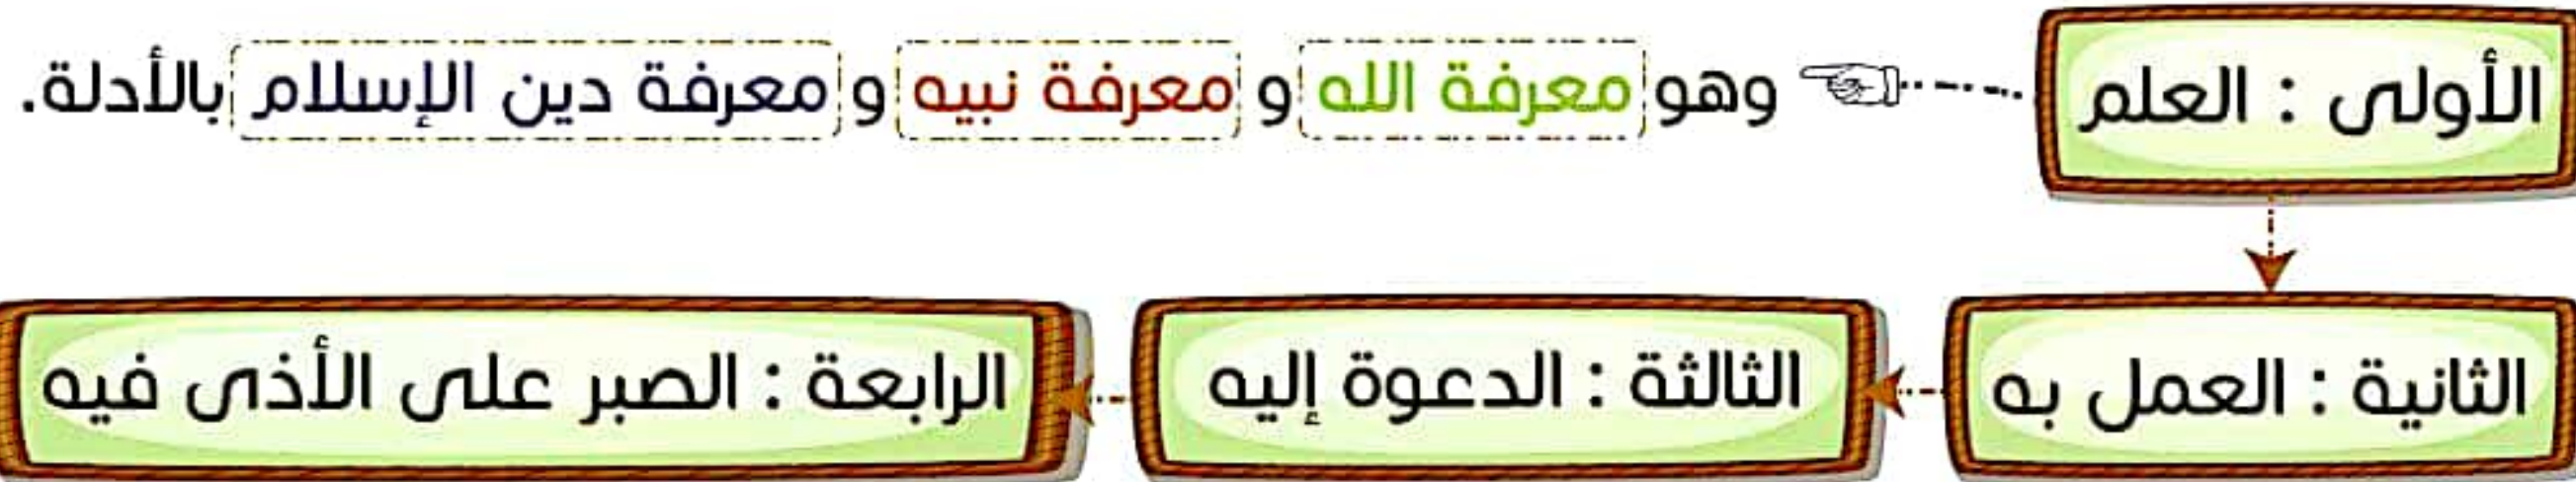 الأولى : العلم وهو معرفة الله و معرفة نبيه و معرفة دين الإسلام بالأدلة.
الثانية : العمل به الثالثة : الدعوة إليه الرابعة : الصبر على الأذى فيه